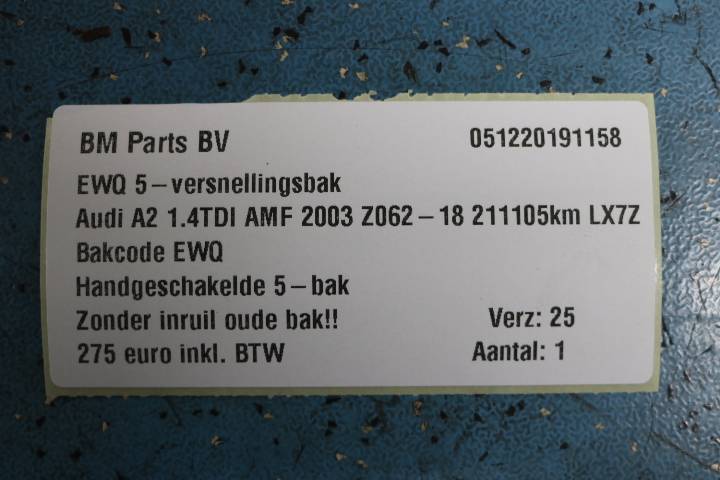 BM Parts BV 051220191158
EWQ 5-versnellingsbak
Audi A2 1.4TDI AMF 2003 Z062-18 211105km LX7Z
Bakcode EWQ
Handgeschakelde 5-bak
Zonder inruil oude bak!! Verz: 25
275 euro inkl. BTW Aantal: 1